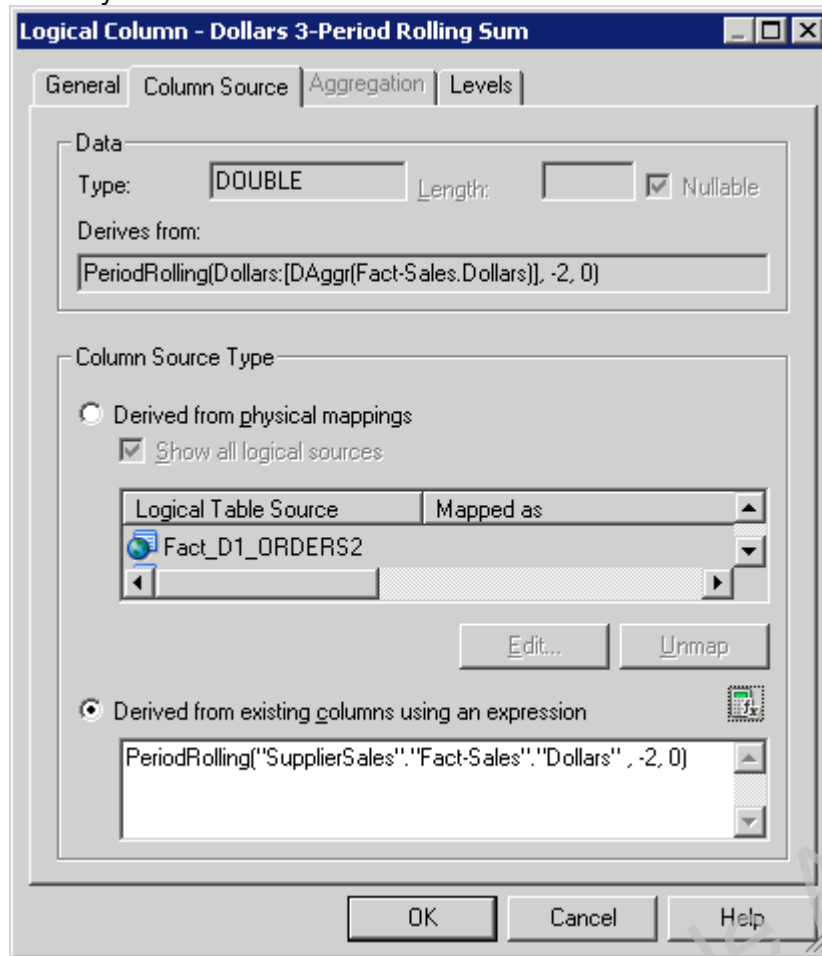 Logical Column - Dollars 3-Period Rolling Sum
General Column Source Aggregation Levels
Data
Type: DOUBLE Length: Nullable
Derives from:
PeriodRolling(Dollars:[DAggr(Fact-Sales.Dollars)], -2, 0)
Column Source Type
Derived from physical mappings
Show all logical sources
Logical Table Source Mapped as
Fact_D1_ORDERS2
Edit... Unmap
Derived from existing columns using an expression
PeriodRolling("SupplierSales"."Fact-Sales"."Dollars" , -2, 0)
OK Cancel Help